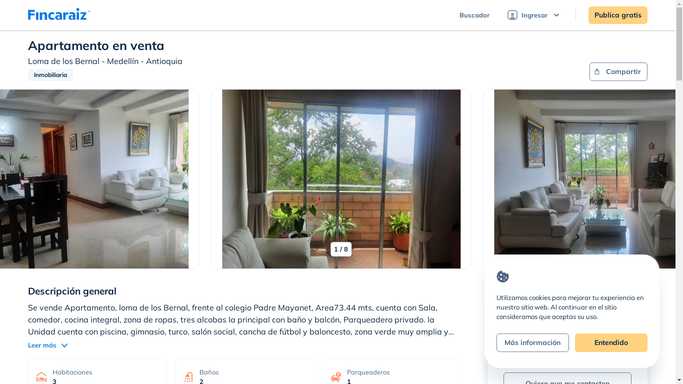 Fincaraiz
Buscador
Ingresar
Publica gratis
Apartamento en venta
Loma de los Bernal - Medellín - Antioquia
Inmobiliaria
Compartir
1 / 8
Descripción general
Se vende Apartamento, loma de los Bernal, frente al colegio Padre Mayanet, Area73.44 mts, cuenta con Sala,
comedor, cocina integral, zona de ropas, tres alcobas la principal con baño y balcón, Parqueadero privado. la
Unidad cuenta con piscina, gimnasio, turco, salón social, cancha de fútbol y baloncesto, zona verde muy amplia y...
Leer más
Habitaciones
3
Baños
2
Parqueaderos
1
Utilizamos cookies para mejorar tu experiencia en
nuestro sitio web. Al continuar en el sitio
consideramos que aceptas su uso.
Más información
Entendido
Quiero que me contacten